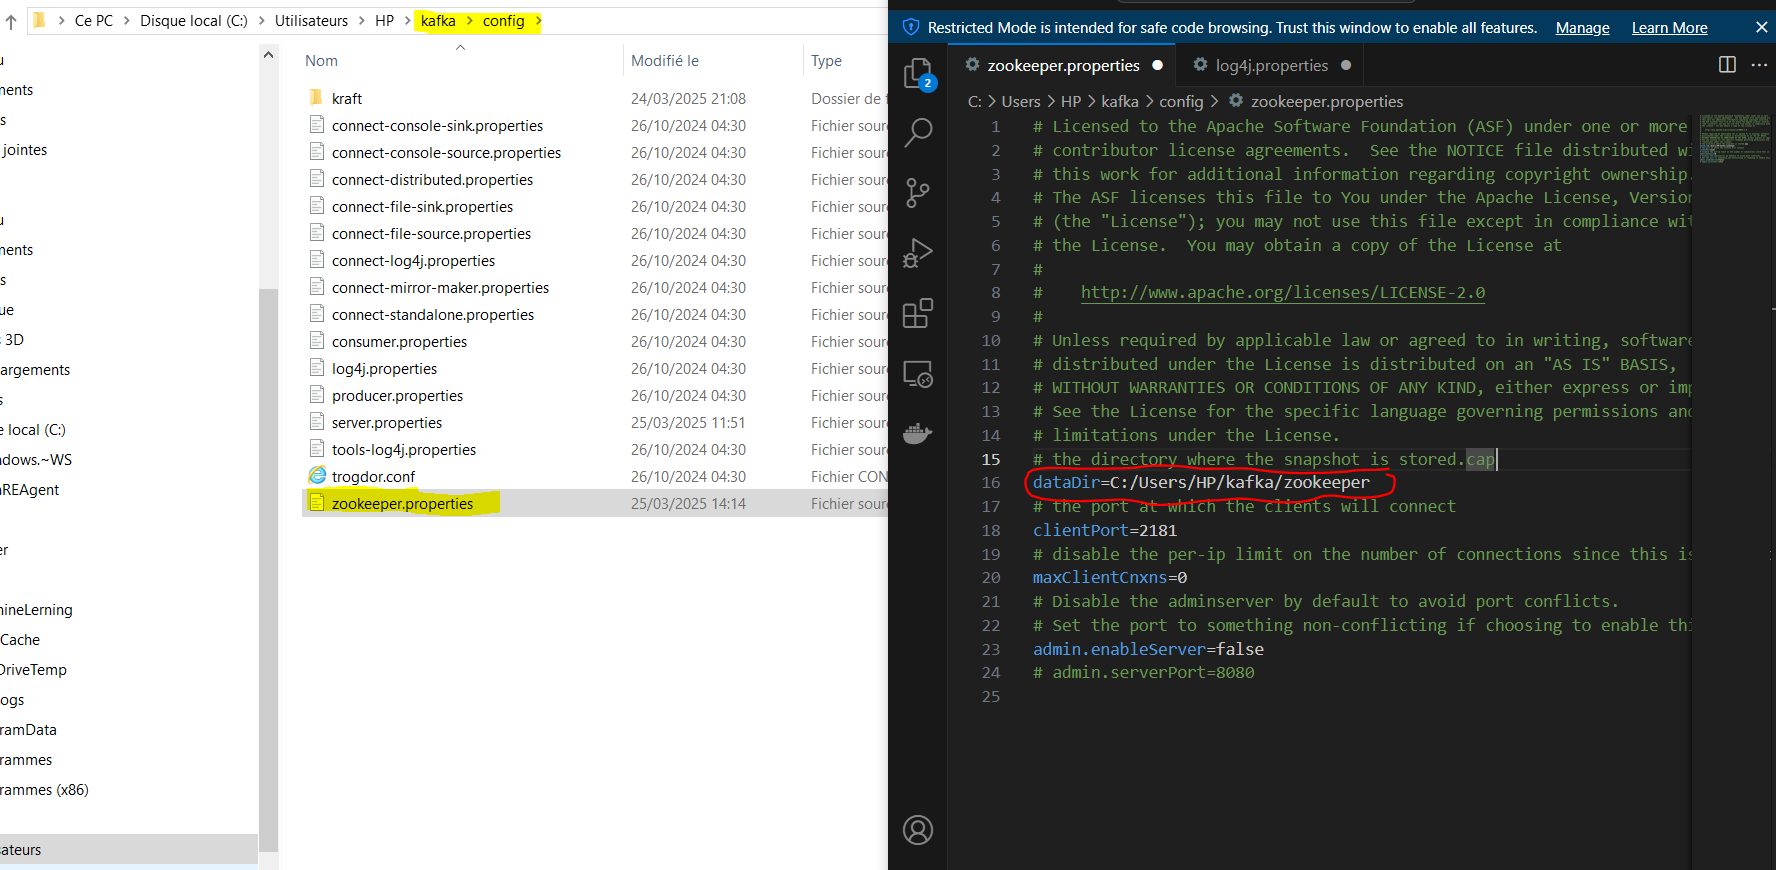 Ce PC > Disque local (C:) > Utilisateurs > HP > kafka > config >
ments
jointes
ments
ue
3D
argements
e local (C:)
ndows.~WS
nREAgent
er
nineLerning
Cache
DriveTemp
ogs
ramData
rammes
rammes (x86)
ateurs
Nom Modifié le Type
kraft 24/03/2025 21:08 Dossier de f
connect-console-sink.properties 26/10/2024 04:30 Fichier sour
connect-console-source.properties 26/10/2024 04:30 Fichier sour
connect-distributed.properties 26/10/2024 04:30 Fichier sour
connect-file-sink.properties 26/10/2024 04:30 Fichier sour
connect-file-source.properties 26/10/2024 04:30 Fichier sour
connect-log4j.properties 26/10/2024 04:30 Fichier sour
connect-mirror-maker.properties 26/10/2024 04:30 Fichier sour
connect-standalone.properties 26/10/2024 04:30 Fichier sour
consumer.properties 26/10/2024 04:30 Fichier sour
log4j.properties 26/10/2024 04:30 Fichier sour
producer.properties 26/10/2024 04:30 Fichier sour
server.properties 25/03/2025 11:51 Fichier sour
tools-log4j.properties 26/10/2024 04:30 Fichier sour
trogdor.conf 26/10/2024 04:30 Fichier CON
zookeeper.properties 25/03/2025 14:14 Fichier sour
Restricted Mode is intended for safe code browsing. Trust this window to enable all features. Manage Learn More
2
zookeeper.properties log4j.properties
C: > Users > HP > kafka > config > zookeeper.properties
1 # Licensed to the Apache Software Foundation (ASF) under one or more
2 # contributor license agreements.  See the NOTICE file distributed wi
3 # this work for additional information regarding copyright ownership.
4 # The ASF licenses this file to You under the Apache License, Version
5 # (the "License"); you may not use this file except in compliance wit
6 # the License.  You may obtain a copy of the License at
7 #
8 #    http://www.apache.org/licenses/LICENSE-2.0
9 #
10 # Unless required by applicable law or agreed to in writing, software
11 # distributed under the License is distributed on an "AS IS" BASIS,
12 # WITHOUT WARRANTIES OR CONDITIONS OF ANY KIND, either express or imp
13 # See the License for the specific language governing permissions and
14 # limitations under the License.
15 # the directory where the snapshot is stored.cap
16 dataDir=C:/Users/HP/kafka/zookeeper
17 # the port at which the clients will connect
18 clientPort=2181
19 # disable the per-ip limit on the number of connections since this is
20 maxClientCnxns=0
21 # Disable the adminserver by default to avoid port conflicts.
22 # Set the port to something non-conflicting if choosing to enable thi
23 admin.enableServer=false
24 # admin.serverPort=8080
25